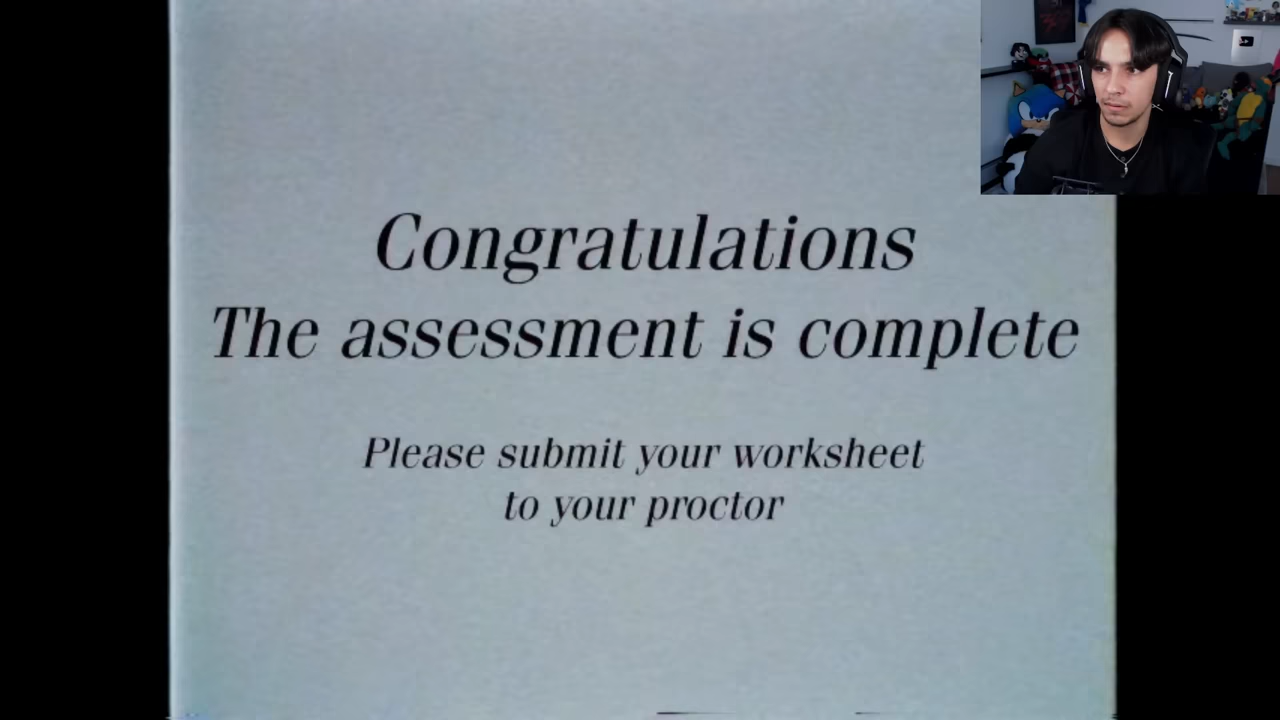 Congratulations
The assessment is complete
Please submit your worksheet
to your proctor